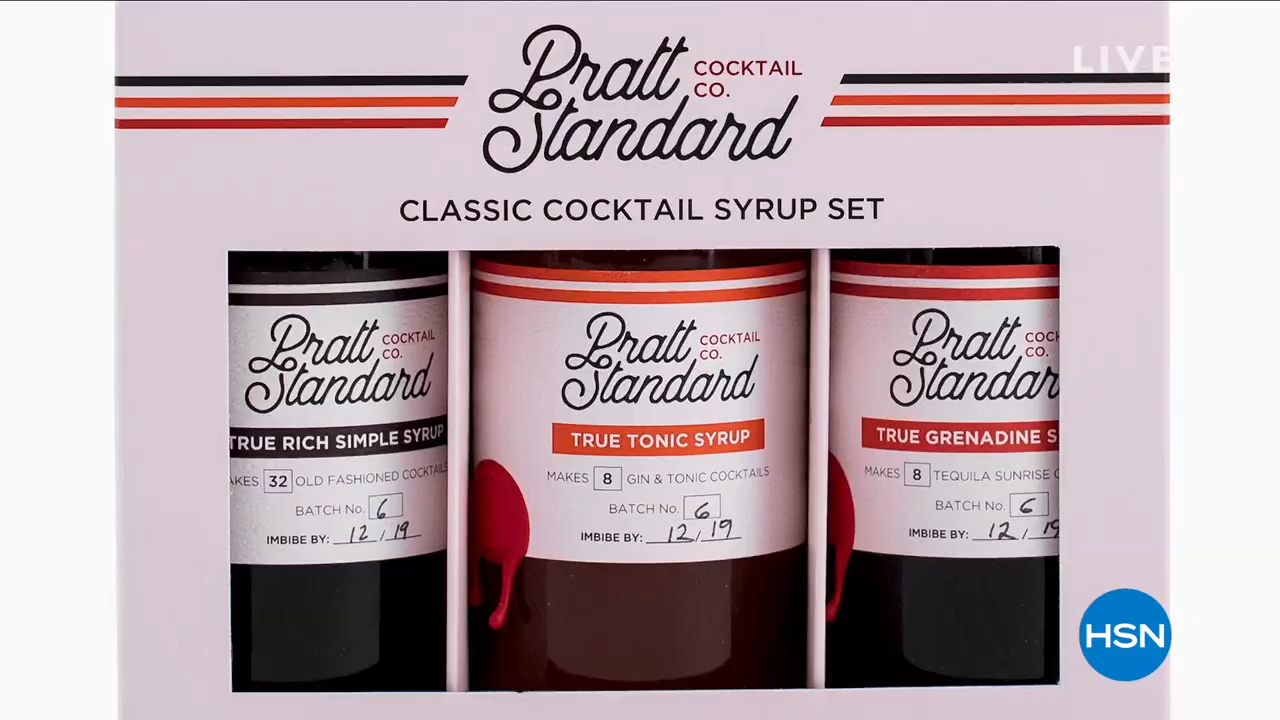 LIVE
Pratt COCKTAIL CO.
Standard
CLASSIC COCKTAIL SYRUP SET
Pratt COCKTAIL CO.
Standard
TRUE RICH SIMPLE SYRUP
AKES 32 OLD FASHIONED COCKTAILS
BATCH No. 6
IMBIBE BY: 12 / 19
Pratt COCKTAIL CO.
Standard
TRUE TONIC SYRUP
MAKES 8 GIN & TONIC COCKTAILS
BATCH No. 6
IMBIBE BY: 12 / 19
Pratt COCK
CO.
Standar
TRUE GRENADINE S
MAKES 8 TEQUILA SUNRISE C
BATCH No. 6
IMBIBE BY: 12 / 19
HSN